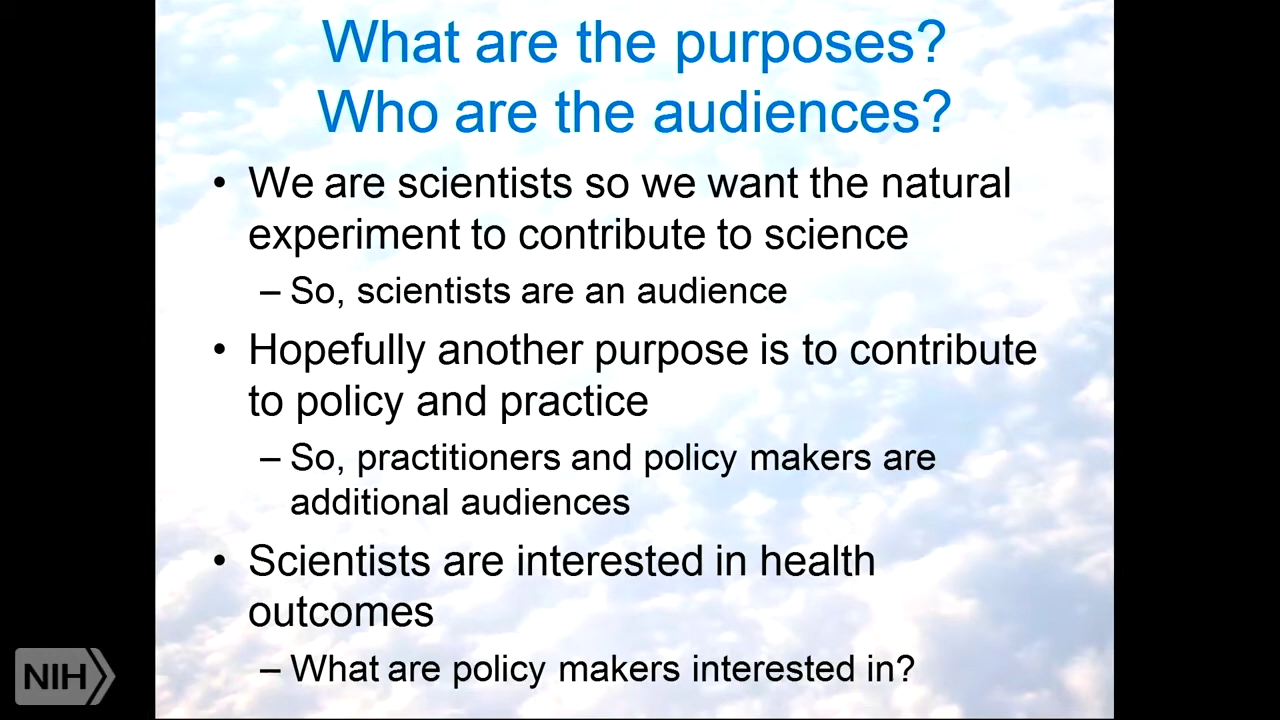 What are the purposes?
Who are the audiences?
• We are scientists so we want the natural
experiment to contribute to science
– So, scientists are an audience
• Hopefully another purpose is to contribute
to policy and practice
– So, practitioners and policy makers are
additional audiences
• Scientists are interested in health
outcomes
– What are policy makers interested in?
NIH